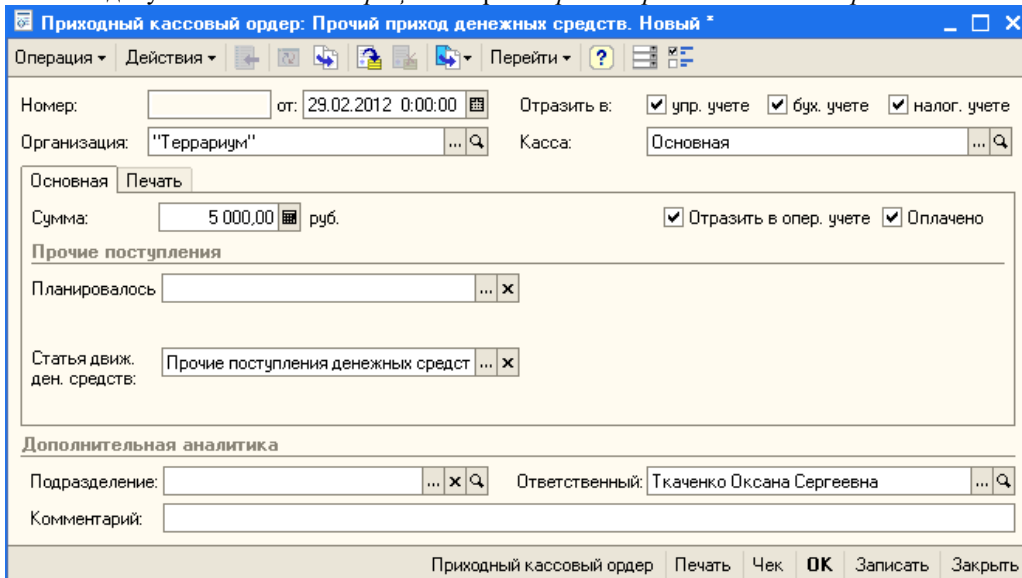 Приходный кассовый ордер: Прочий приход денежных средств. Новый *
Операция Действия Перейти ?
Номер: от: 29.02.2012 0:00:00 Отразить в: упр. учете бух. учете налог. учете
Организация: "Террариум" ... Касса: Основная ...
Основная Печать
Сумма: 5 000,00 руб. Отразить в опер. учете Оплачено
Прочие поступления
Планировалось ... x
Статья движ. ден. средств: Прочие поступления денежных средст ... x
Дополнительная аналитика
Подразделение: ... x Ответственный: Ткаченко Оксана Сергеевна ...
Комментарий:
Приходный кассовый ордер Печать Чек OK Записать Закрыть